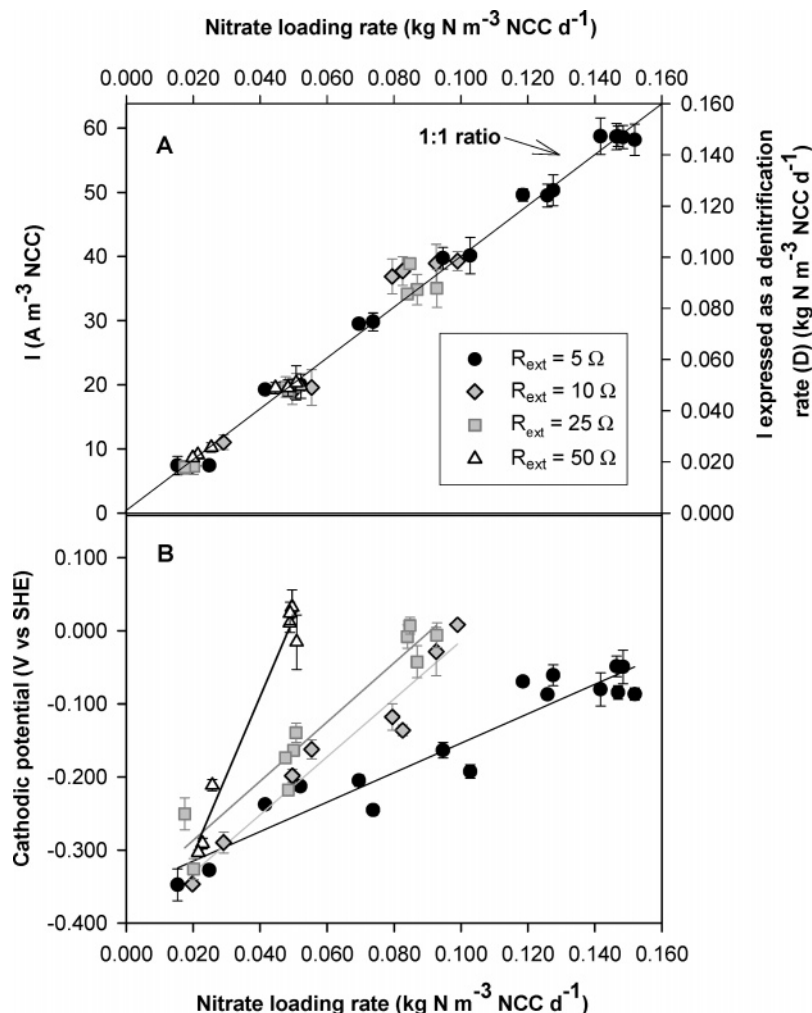 Nitrate loading rate (kg N m⁻³ NCC d⁻¹)
0.000 0.020 0.040 0.060 0.080 0.100 0.120 0.140 0.160
A
1:1 ratio
I (A m⁻³ NCC)
60
50
40
30
20
10
0
0.160
0.140
0.120
0.100
0.080
0.060
0.040
0.020
0.000
I expressed as a denitrification
rate (D) (kg N m⁻³ NCC d⁻¹)
Rext = 5 Ω
Rext = 10 Ω
Rext = 25 Ω
Rext = 50 Ω
B
Cathodic potential (V vs SHE)
0.100
0.000
-0.100
-0.200
-0.300
-0.400
0.000 0.020 0.040 0.060 0.080 0.100 0.120 0.140 0.160
Nitrate loading rate (kg N m⁻³ NCC d⁻¹)